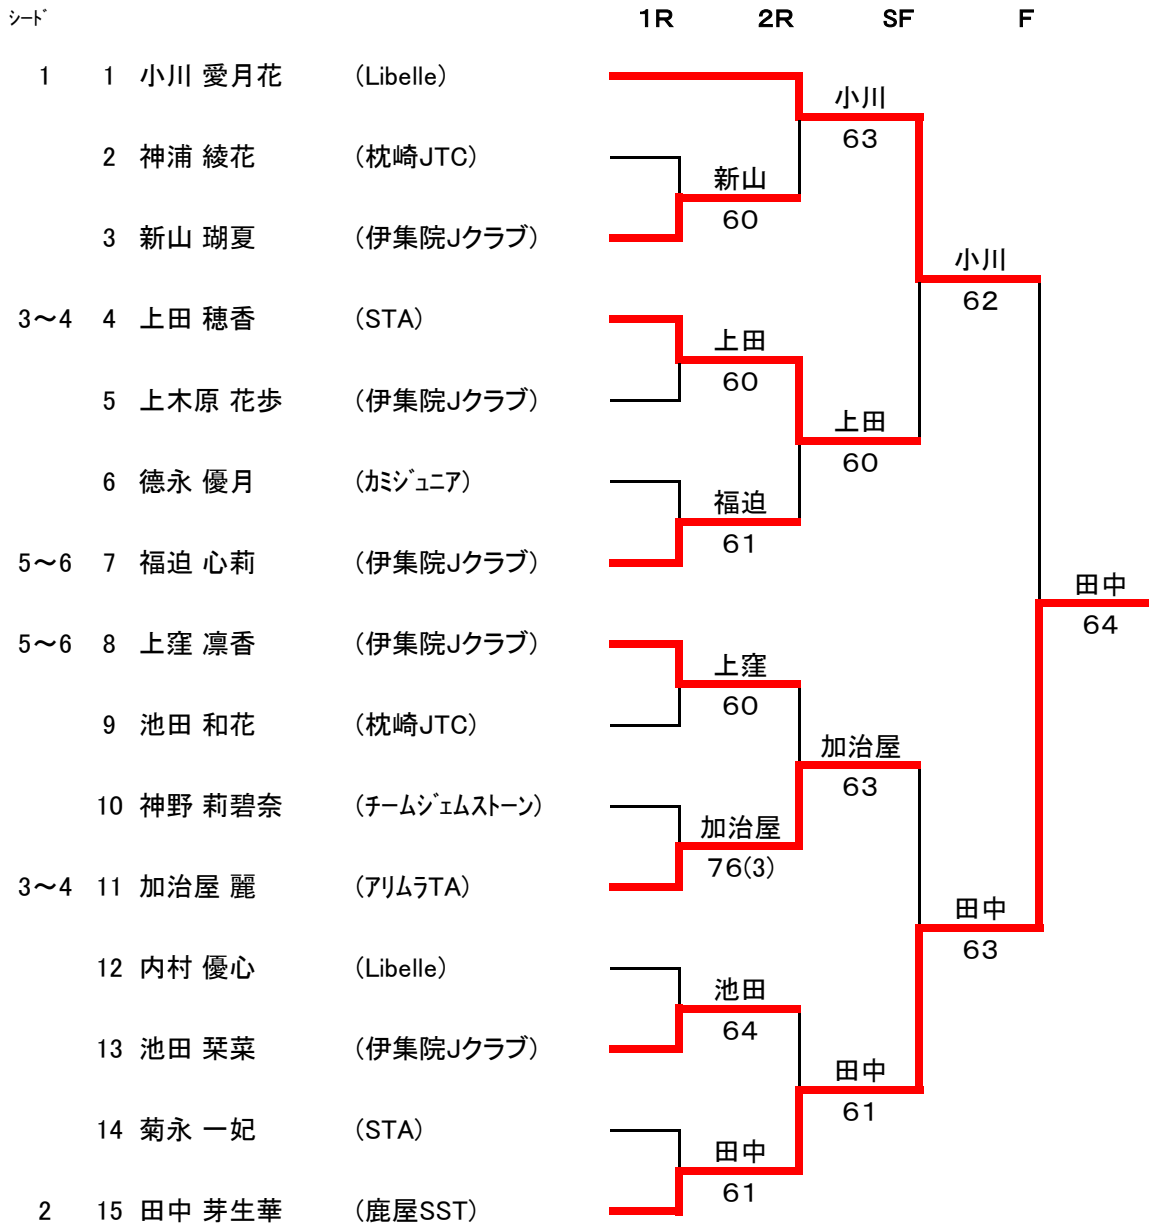 ｼｰﾄﾞ 1R 2R SF F
1 1 小川 愛月花 (Libelle)
小川
63
2 神浦 綾花 (枕崎JTC)
新山
60
3 新山 瑚夏 (伊集院Jクラブ)
小川
62
3～4 4 上田 穂香 (STA)
上田
60
5 上木原 花歩 (伊集院Jクラブ)
上田
60
6 德永 優月 (ｶﾐｼﾞｭﾆｱ)
福迫
61
5～6 7 福迫 心莉 (伊集院Jクラブ)
田中
64
5～6 8 上窪 凛香 (伊集院Jクラブ)
上窪
60
9 池田 和花 (枕崎JTC)
加治屋
63
10 神野 莉碧奈 (ﾁｰﾑｼﾞｪﾑｽﾄｰﾝ)
加治屋
76(3)
3～4 11 加治屋 麗 (ｱﾘﾑﾗTA)
田中
63
12 内村 優心 (Libelle)
池田
64
13 池田 栞菜 (伊集院Jクラブ)
田中
61
14 菊永 一妃 (STA)
田中
61
2 15 田中 芽生華 (鹿屋SST)